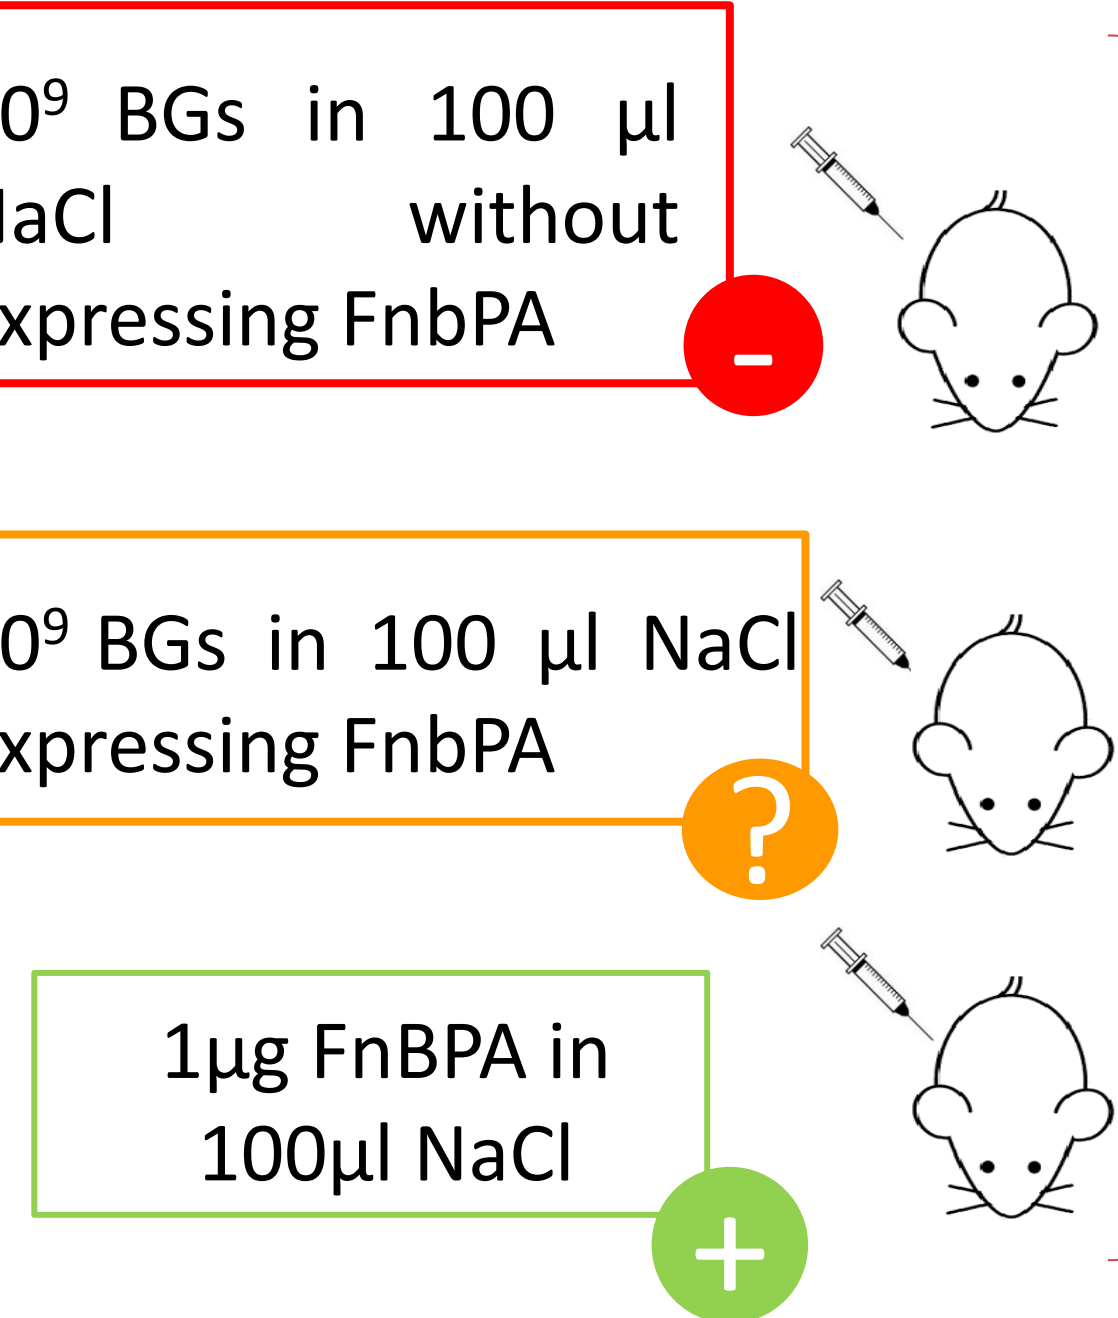 0⁹ BGs in 100 µl
aCl without
xpressing FnbPA
-
0⁹ BGs in 100 µl NaCl
xpressing FnbPA
?
1µg FnBPA in
100µl NaCl
+